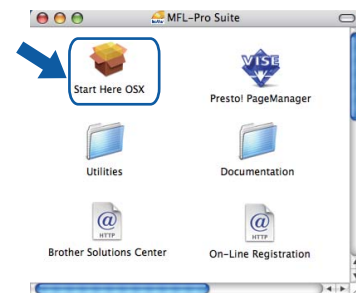 MFL-Pro Suite
Start Here OSX
VISE
Presto! PageManager
Utilities
Documentation
@
HTTP
@
HTTP
Brother Solutions Center
On-Line Registration